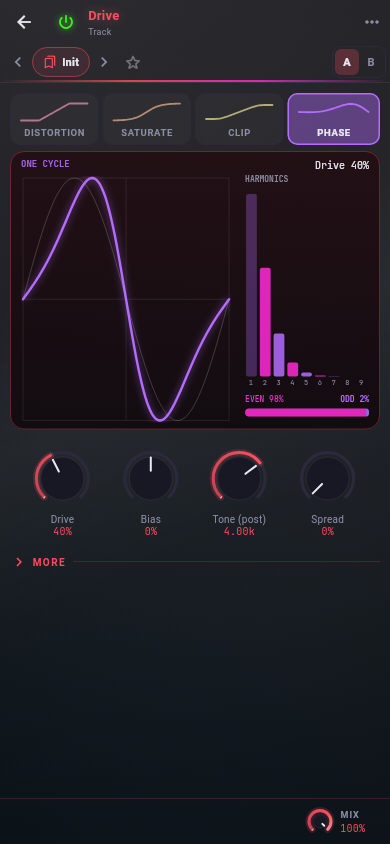 Drive
Track
Init
A B
DISTORTION SATURATE CLIP PHASE
ONE CYCLE Drive 40%
HARMONICS
1 2 3 4 5 6 7 8 9
EVEN 98% ODD 2%
Drive Bias Tone (post) Spread
40% 0% 4.00k 0%
MORE
MIX
100%